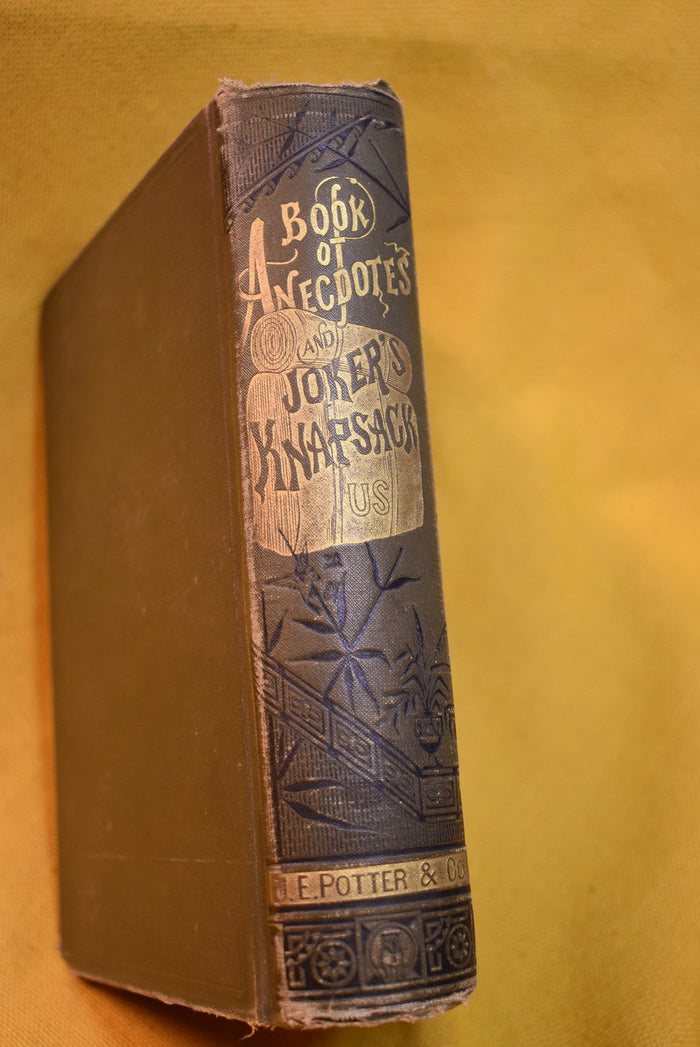 BOOK
OF
ANECDOTES
AND
JOKER'S
KNAPSACK
US
J. E. POTTER & CO